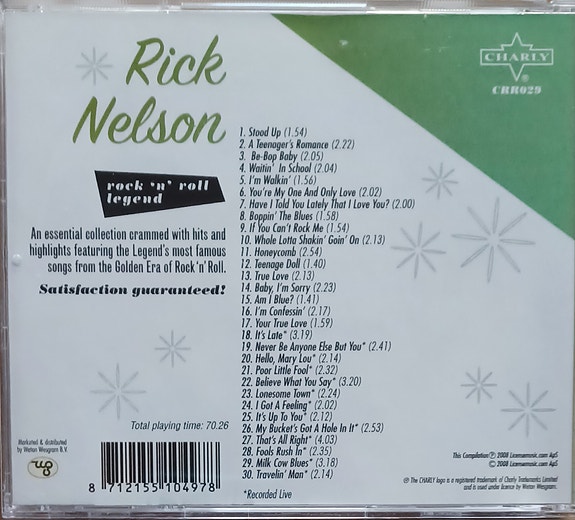 Rick
Nelson
CHARLY
®
CRR029
rock 'n' roll
legend
An essential collection crammed with hits and
highlights featuring the Legend's most famous
songs from the Golden Era of Rock'n'Roll.
Satisfaction guaranteed!
1. Stood Up (1.54)
2. A Teenager's Romance (2.22)
3. Be-Bop Baby (2.05)
4. Waitin' In School (2.04)
5. I'm Walkin' (1.56)
6. You're My One And Only Love (2.02)
7. Have I Told You Lately That I Love You? (2.00)
8. Boppin' The Blues (1.58)
9. If You Can't Rock Me (1.54)
10. Whole Lotta Shakin' Goin' On (2.13)
11. Honeycomb (2.54)
12. Teenage Doll (1.40)
13. True Love (2.13)
14. Baby, I'm Sorry (2.23)
15. Am I Blue? (1.41)
16. I'm Confessin' (2.17)
17. Your True Love (1.59)
18. It's Late* (3.19)
19. Never Be Anyone Else But You* (2.41)
20. Hello, Mary Lou* (2.14)
21. Poor Little Fool* (2.32)
22. Believe What You Say* (3.20)
23. Lonesome Town* (2.24)
24. I Got A Feeling* (2.02)
25. It's Up To You* (2.12)
26. My Bucket's Got A Hole In It* (2.53)
27. That's All Right* (4.03)
28. Fools Rush In* (2.35)
29. Milk Cow Blues* (3.18)
30. Travelin' Man* (2.14)
*Recorded Live
Total playing time: 70.26
Marketed & distributed
by Weton Wesgram BV.
8 712155 104978
This Compilation ℗ 2008 Licensemusic.com ApS
© 2008 Licensemusic.com ApS
The CHARLY logo is a registered trademark of Charly Trademarks Limited
and is used under licence by Weton Wesgram.